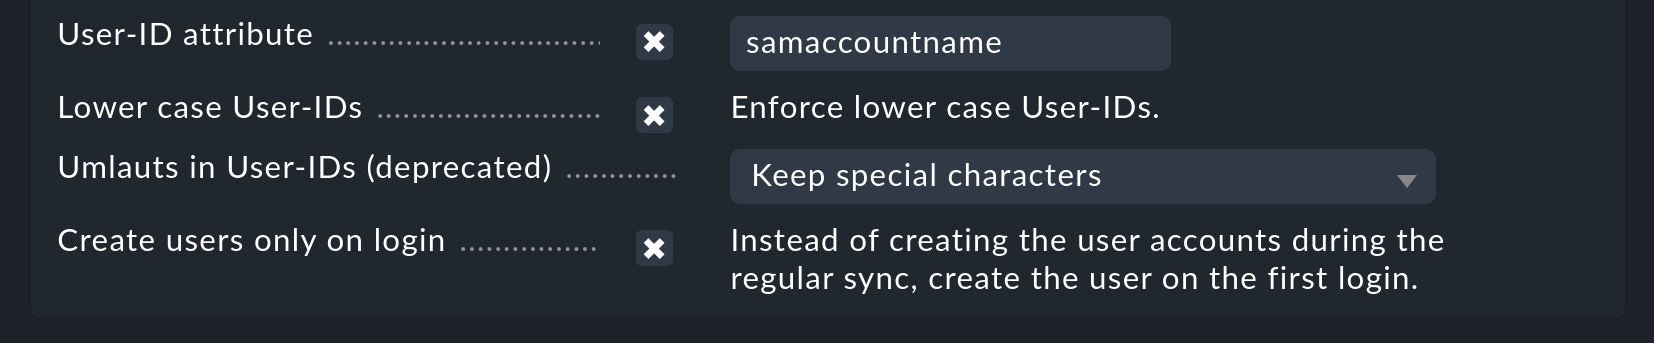 User-ID attribute samaccountname
Lower case User-IDs Enforce lower case User-IDs.
Umlauts in User-IDs (deprecated) Keep special characters
Create users only on login Instead of creating the user accounts during the
regular sync, create the user on the first login.